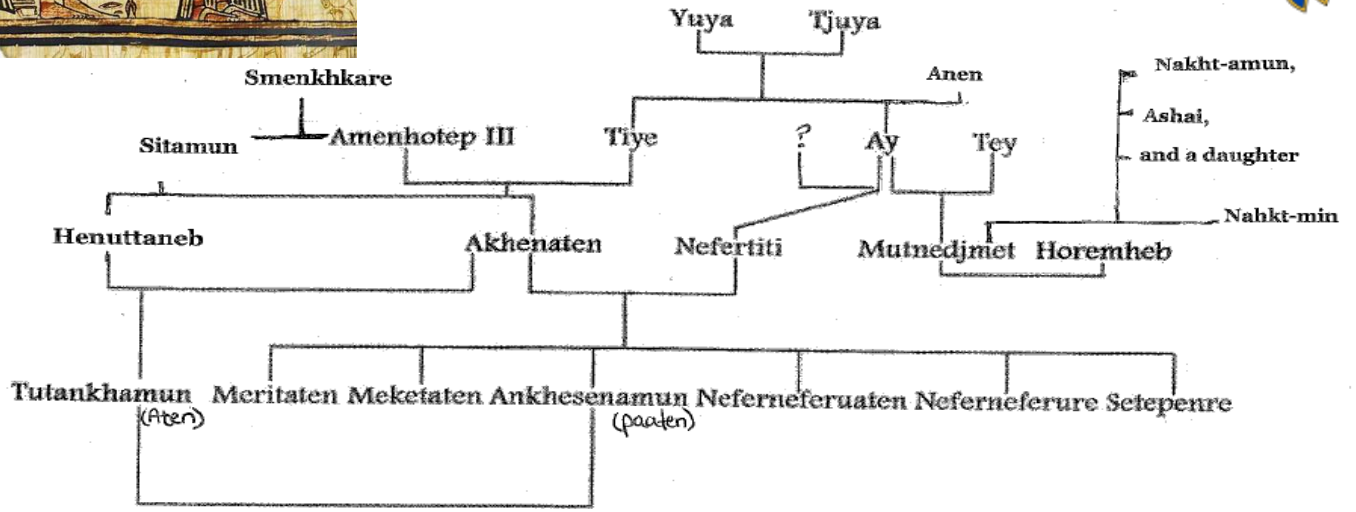 Yuya Tjuya
Smenkhkare Anen Nakht-amun,
Ashai,
Sitamun Amenhotep III Tiye ? Ay Tey
and a daughter
Nahkt-min
Henuttaneb Akhenaten Nefertiti Mutnedjmet Horemheb
Tutankhamun Meritaten Meketaten Ankhesenamun Neferneferuaten Neferneferure Setepenre
(Aten) (paaten)